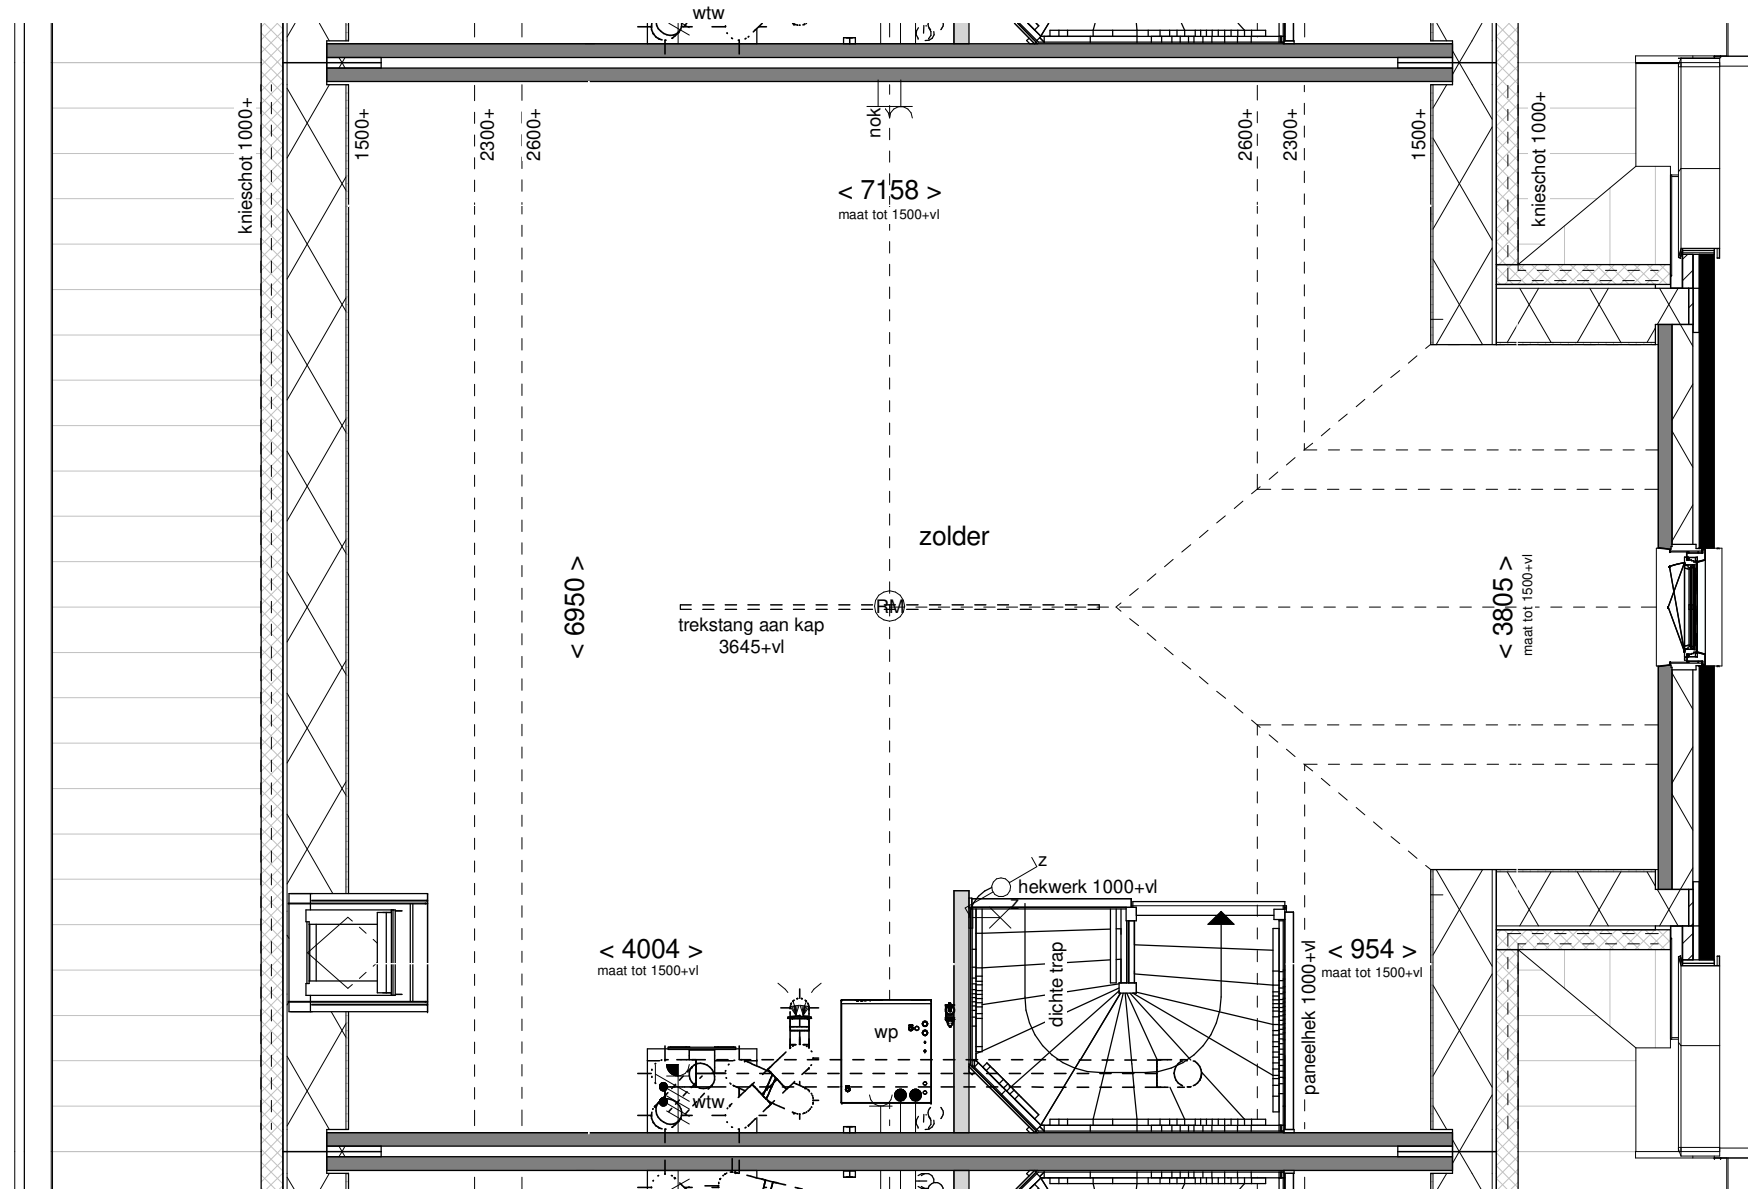 wtw
knieschot 1000+
1500+
2300+
2600+
nok
2600+
2300+
1500+
knieschot 1000+
< 7158 >
maat tot 1500+vl
zolder
< 6950 >
RM
trekstang aan kap
3645+vl
< 3805 >
maat tot 1500+vl
z
hekwerk 1000+vl
z
< 4004 >
maat tot 1500+vl
dichte trap
paneelhek 1000+vl
< 954 >
maat tot 1500+vl
wp
wtw